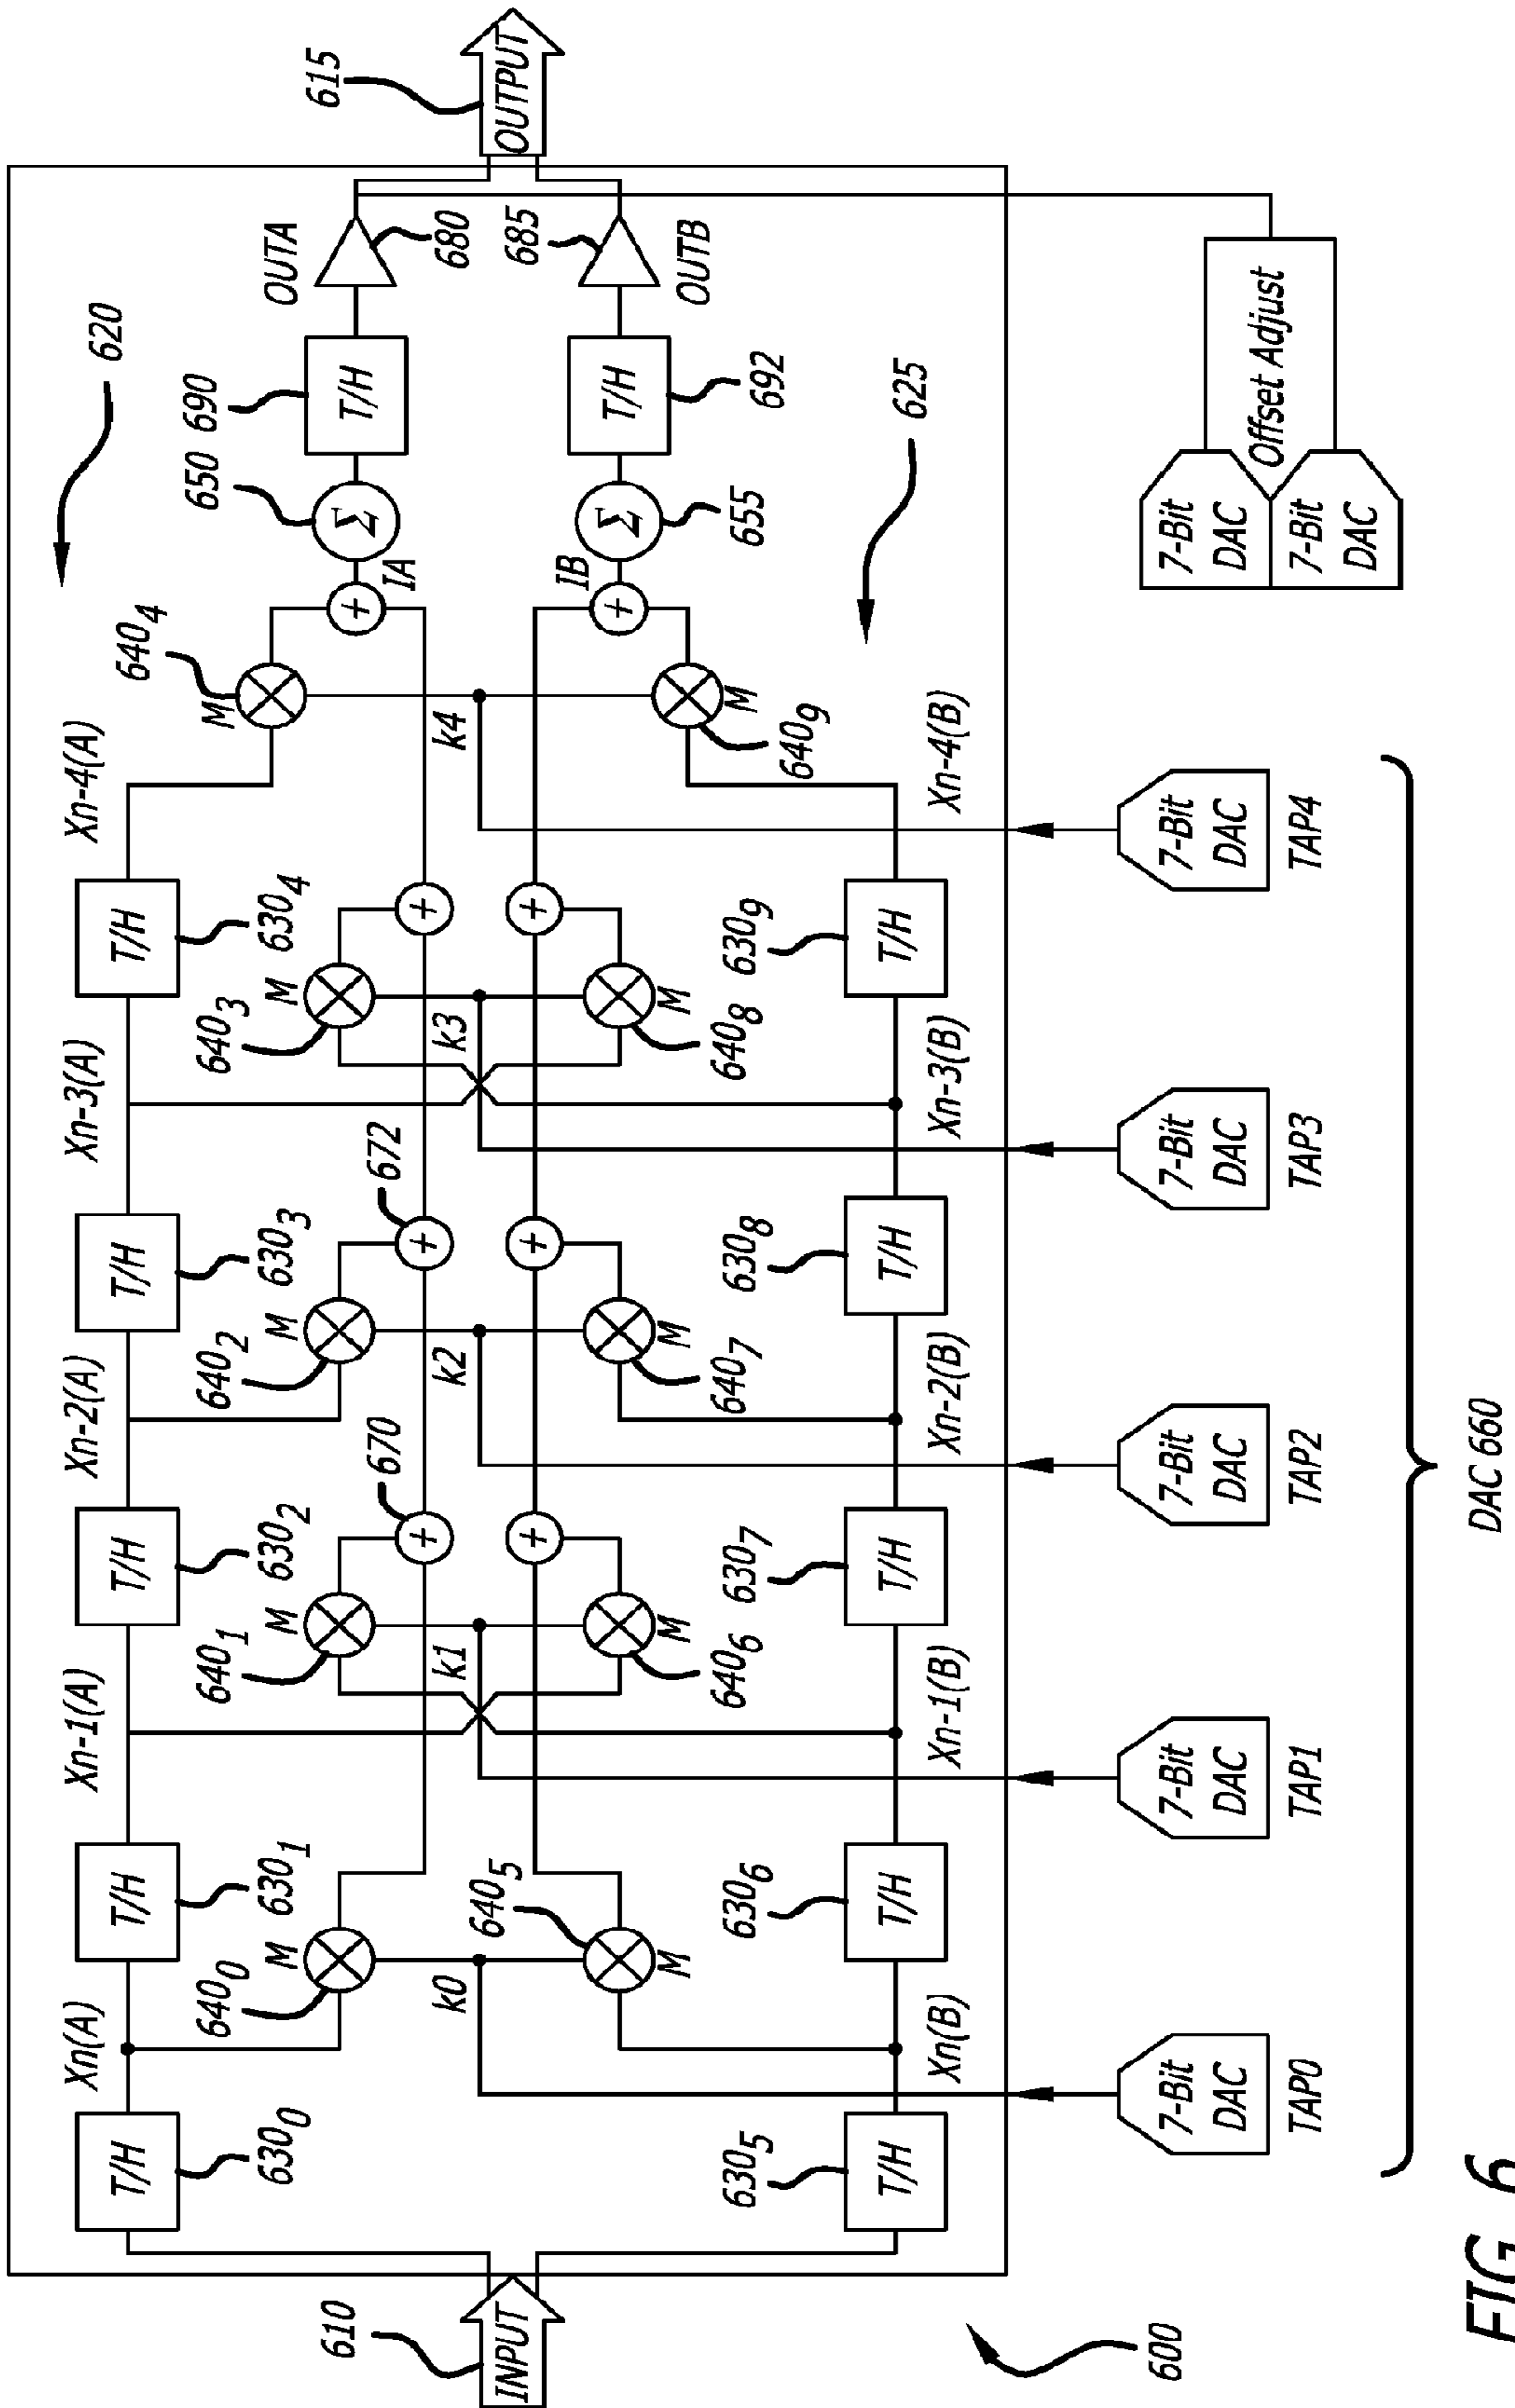 620
Xn(A)
Xn-1(A)
Xn-2(A)
Xn-3(A)
Xn-4(A)
T/H
T/H
T/H
T/H
T/H
630₀
630₁
630₂
630₃
630₄
640₀
640₁
640₂
640₃
640₄
M
M
M
M
M
650
690
OUTA
Σ
T/H
680
IA
+
+
+
+
670
672
610
INPUT
615
OUTPUT
k0
k1
k2
k3
k4
640₅
+
+
+
+
IB
Σ
T/H
685
655
692
OUTB
M
M
M
M
M
640₆
640₇
640₈
640₉
630₅
630₆
630₇
630₈
630₉
T/H
T/H
T/H
T/H
T/H
625
Xn(B)
Xn-1(B)
Xn-2(B)
Xn-3(B)
Xn-4(B)
600
7-Bit
DAC
TAP0
7-Bit
DAC
TAP1
7-Bit
DAC
TAP2
7-Bit
DAC
TAP3
7-Bit
DAC
TAP4
7-Bit
DAC
7-Bit
DAC
Offset Adjust
DAC 660
FIG. 6